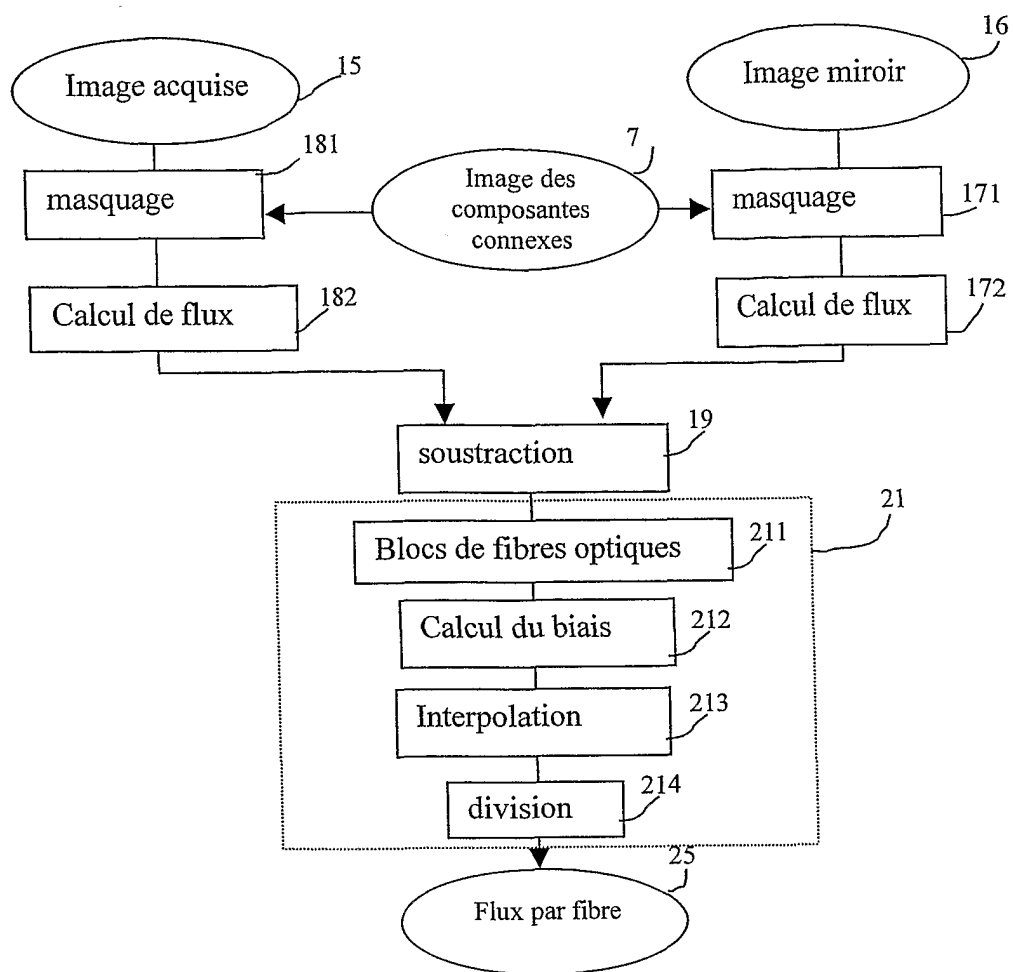 Image acquise
15
16
Image miroir
181
masquage
7
Image des
composantes
connexes
masquage
171
Calcul de flux
182
Calcul de flux
172
soustraction
19
21
Blocs de fibres optiques
211
Calcul du biais
212
Interpolation
213
division
214
25
Flux par fibre